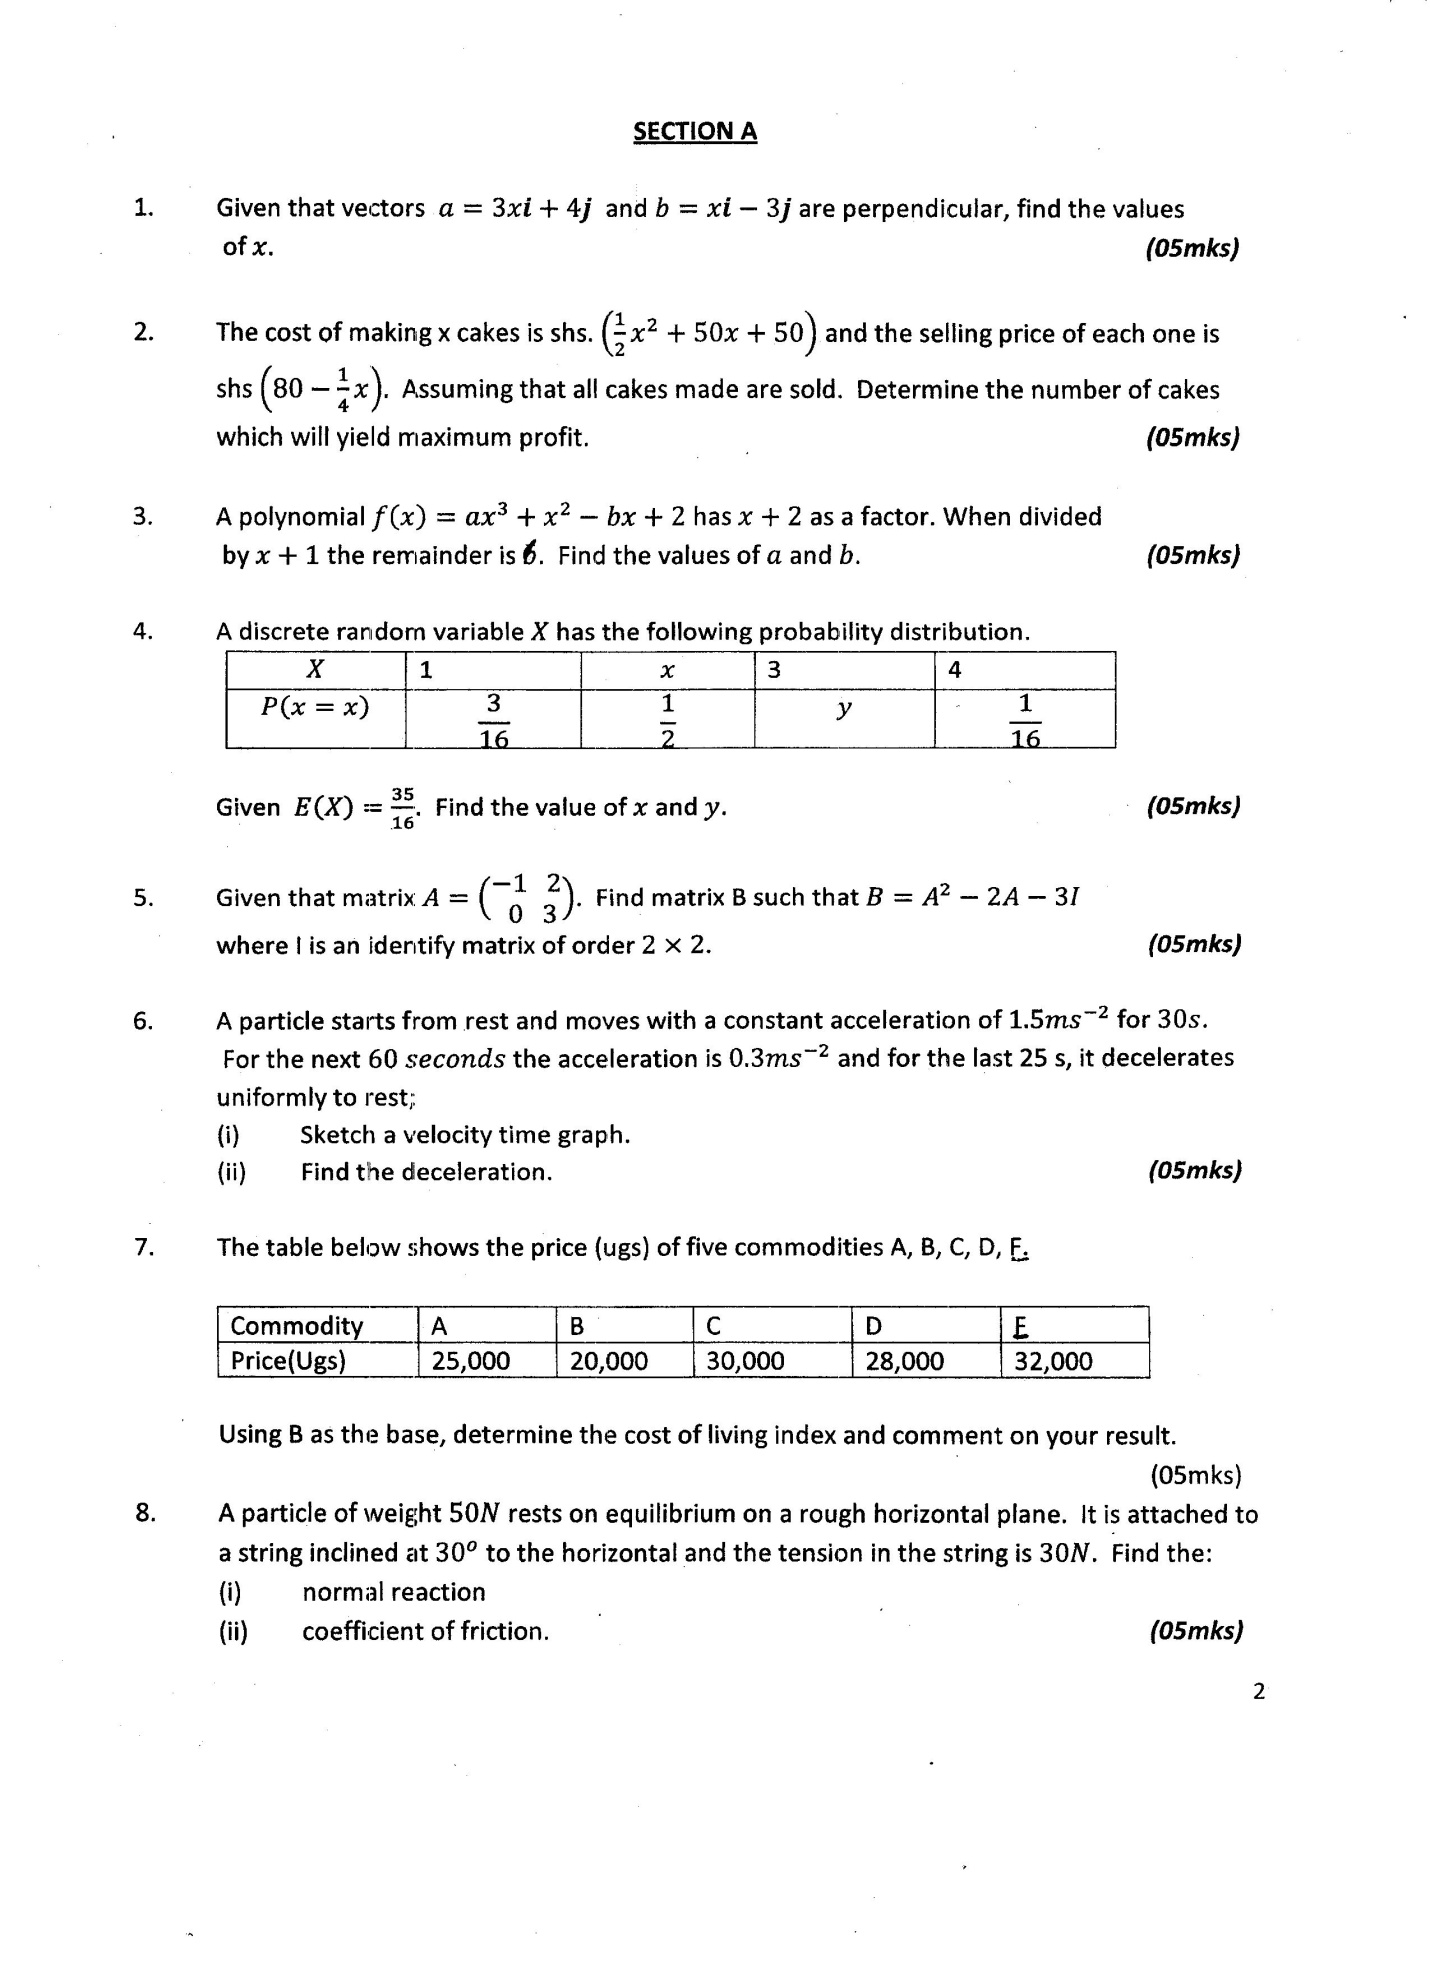 SECTION A
1. Given that vectors a = 3xi + 4j and b = xi − 3j are perpendicular, find the values
of x. (05mks)
2. The cost of making x cakes is shs. (1/2 x² + 50x + 50) and the selling price of each one is
shs (80 − 1/4 x). Assuming that all cakes made are sold. Determine the number of cakes
which will yield maximum profit. (05mks)
3. A polynomial f(x) = ax³ + x² − bx + 2 has x + 2 as a factor. When divided
by x + 1 the remainder is 6. Find the values of a and b. (05mks)
4. A discrete random variable X has the following probability distribution.
X 1 x 3 4
P(x = x) 3/16 1/2 y 1/16
Given E(X) = 35/16. Find the value of x and y. (05mks)
5. Given that matrix A = (−1 2
0 3). Find matrix B such that B = A² − 2A − 3I
where I is an identify matrix of order 2 × 2. (05mks)
6. A particle starts from rest and moves with a constant acceleration of 1.5ms⁻² for 30s.
For the next 60 seconds the acceleration is 0.3ms⁻² and for the last 25 s, it decelerates
uniformly to rest;
(i) Sketch a velocity time graph.
(ii) Find the deceleration. (05mks)
7. The table below shows the price (ugs) of five commodities A, B, C, D, E.
Commodity A B C D E
Price(Ugs) 25,000 20,000 30,000 28,000 32,000
Using B as the base, determine the cost of living index and comment on your result.
(05mks)
8. A particle of weight 50N rests on equilibrium on a rough horizontal plane. It is attached to
a string inclined at 30⁰ to the horizontal and the tension in the string is 30N. Find the:
(i) normal reaction
(ii) coefficient of friction. (05mks)
2